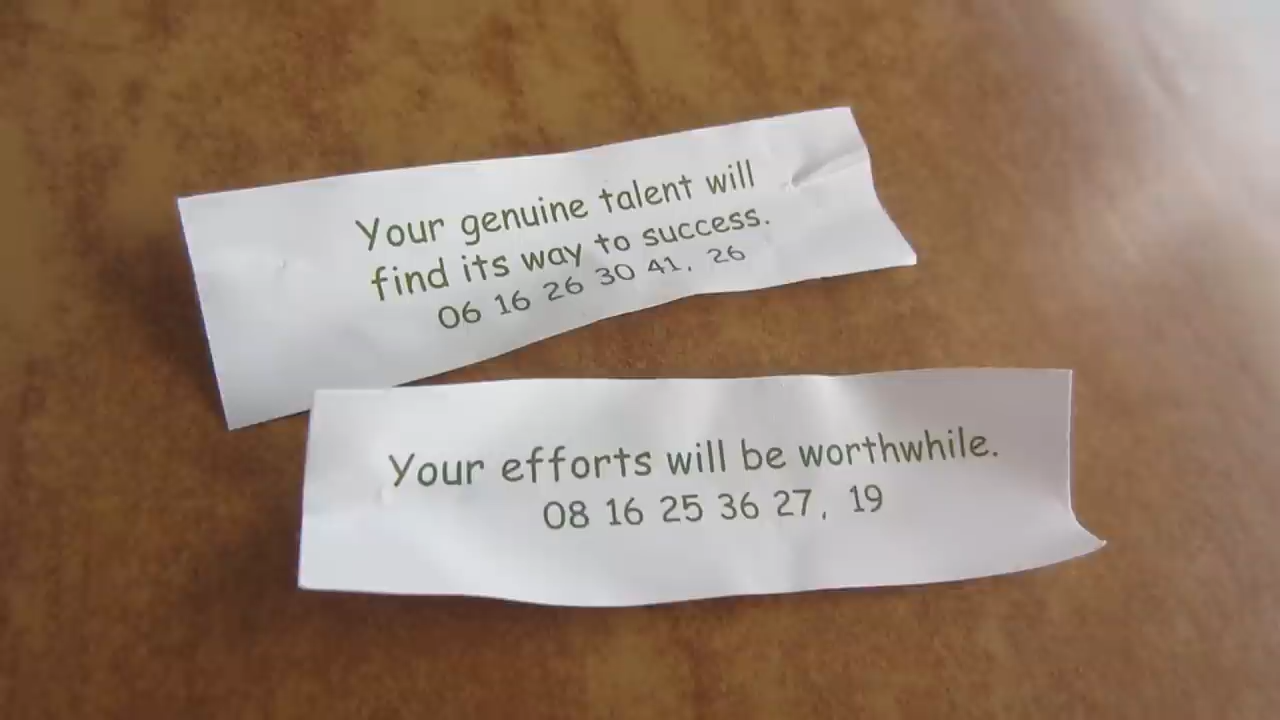 Your genuine talent will
find its way to success.
06 16 26 30 41, 26
Your efforts will be worthwhile.
08 16 25 36 27, 19